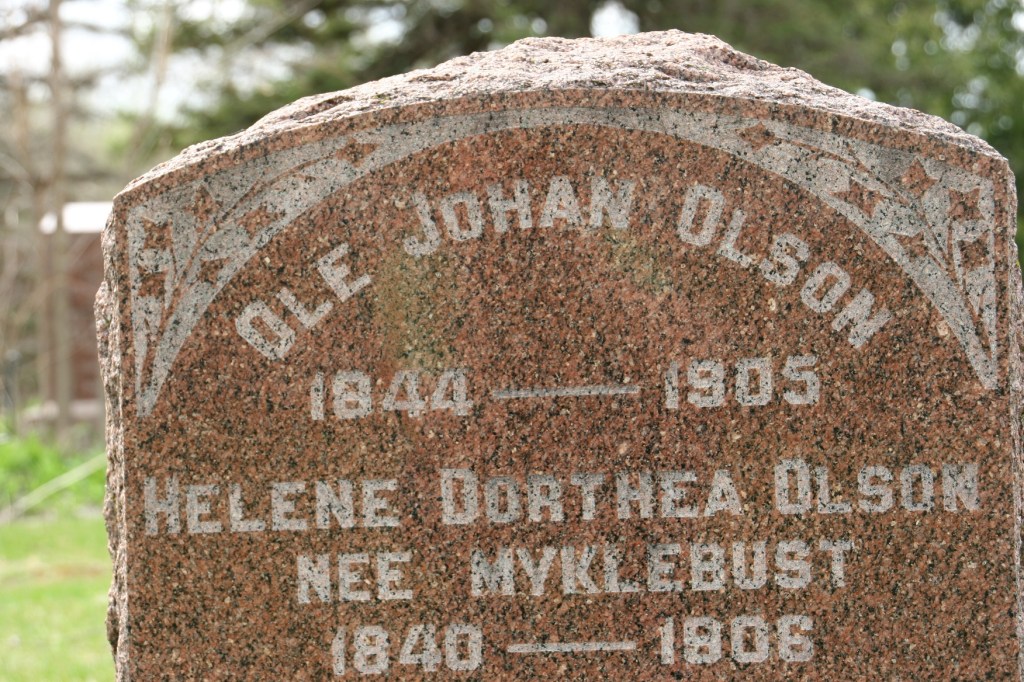 OLE JOHAN OLSON
1844 — 1905
HELENE DORTHEA OLSON
NEE MYKLEBUST
1840 — 1906